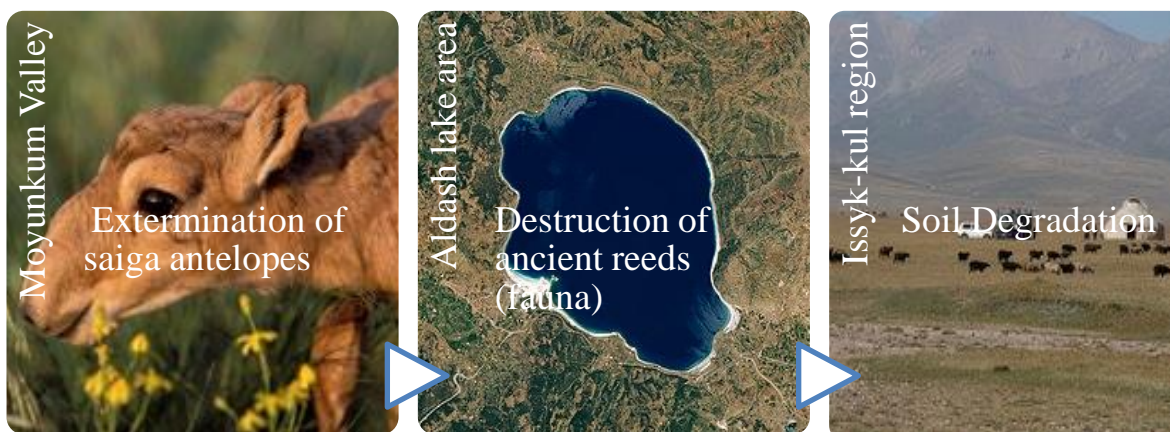 Moyunkum Valley
Extermination of
saiga antelopes
Aldash lake area
Destruction of
ancient reeds
(fauna)
Issyk-kul region
Soil Degradation